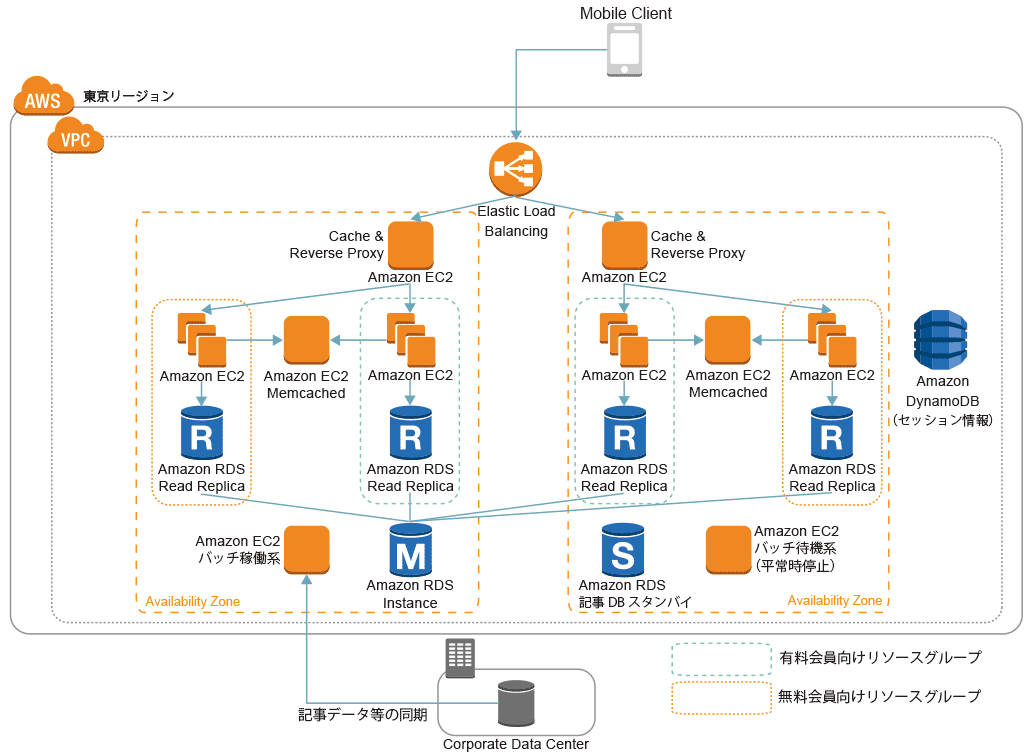 Mobile Client
AWS
東京リージョン
VPC
Elastic Load
Balancing
Cache &
Reverse Proxy
Amazon EC2
Cache &
Reverse Proxy
Amazon EC2
Amazon EC2
Amazon EC2
Memcached
Amazon EC2
Amazon EC2
Amazon EC2
Memcached
Amazon EC2
Amazon
DynamoDB
(セッション情報)
R
Amazon RDS
Read Replica
R
Amazon RDS
Read Replica
R
Amazon RDS
Read Replica
R
Amazon RDS
Read Replica
Amazon EC2
バッチ稼働系
M
Amazon RDS
Instance
S
Amazon RDS
記事 DB スタンバイ
Amazon EC2
バッチ待機系
(平常時停止)
Availability Zone
Availability Zone
記事データ等の同期
Corporate Data Center
有料会員向けリソースグループ
無料会員向けリソースグループ